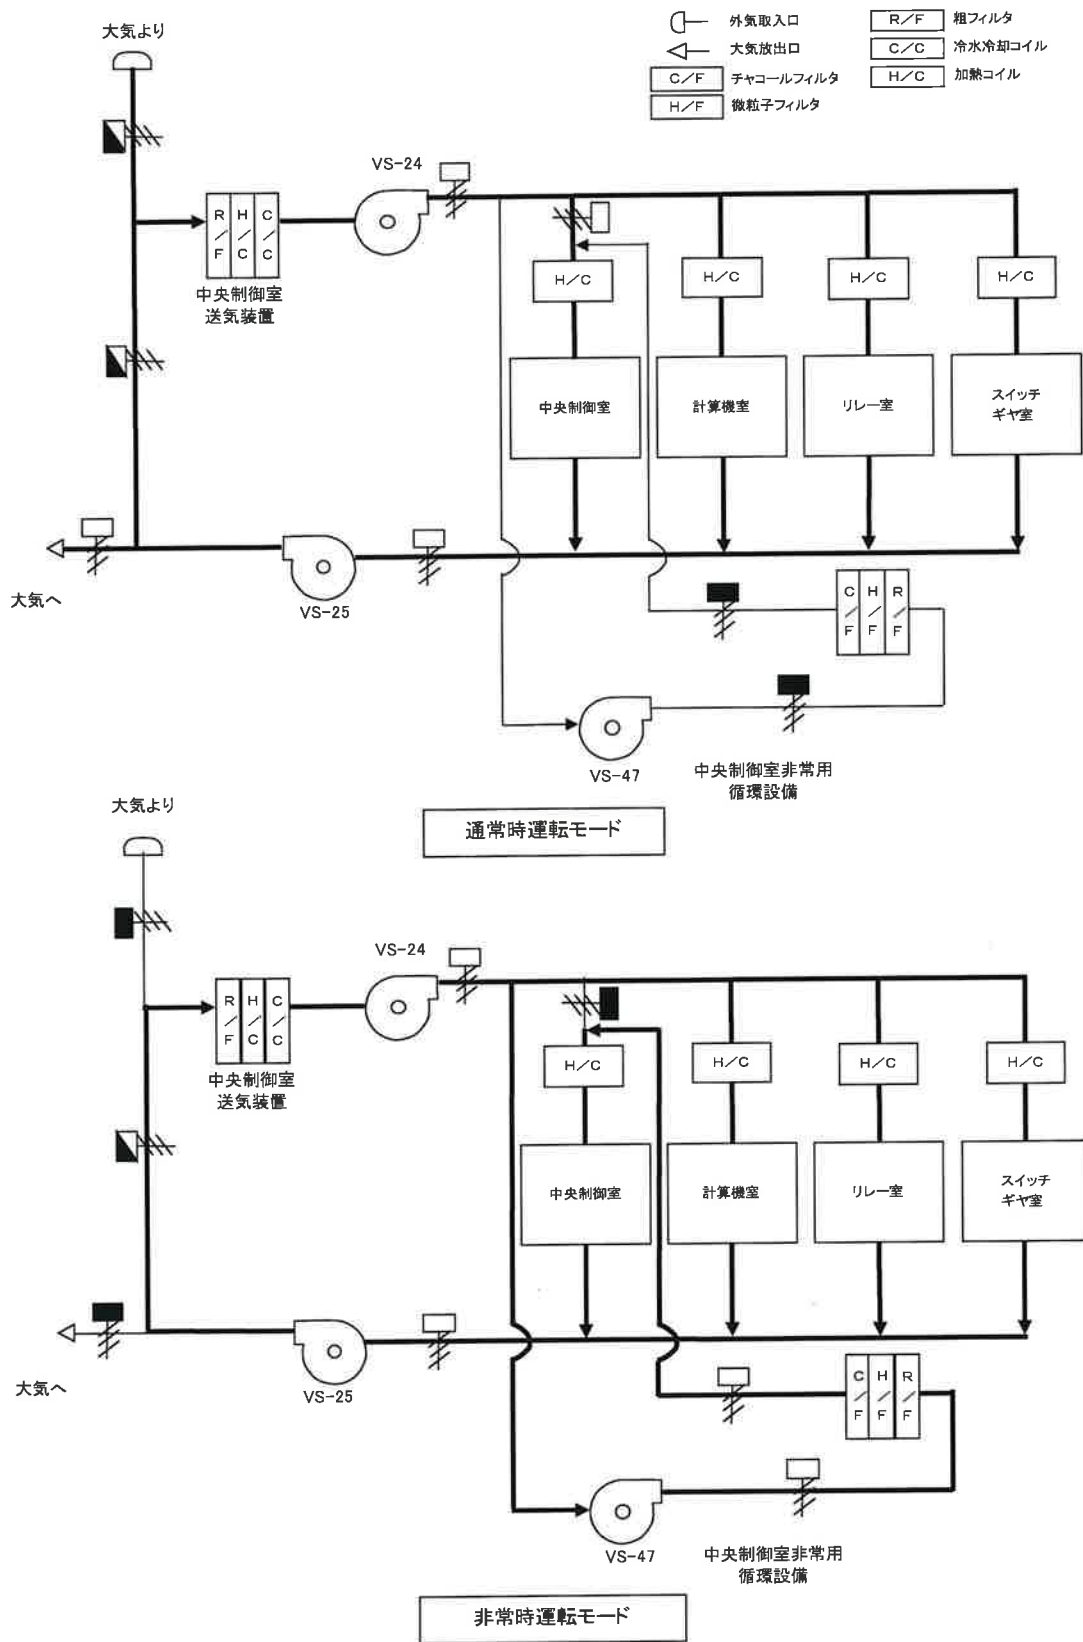 大気より
外気取入口
大気放出口
C/F チャコールフィルタ
H/F 微粒子フィルタ
R/F 粗フィルタ
C/C 冷水冷却コイル
H/C 加熱コイル
VS-24
R/F
H/C
C/C
中央制御室
送気装置
H/C
H/C
H/C
H/C
中央制御室
計算機室
リレー室
スイッチ
ギヤ室
大気へ
VS-25
C/F
H/F
R/F
VS-47
中央制御室非常用
循環設備
通常時運転モード
大気より
VS-24
R/F
H/C
C/C
中央制御室
送気装置
H/C
H/C
H/C
H/C
中央制御室
計算機室
リレー室
スイッチ
ギヤ室
大気へ
VS-25
C/F
H/F
R/F
VS-47
中央制御室非常用
循環設備
非常時運転モード